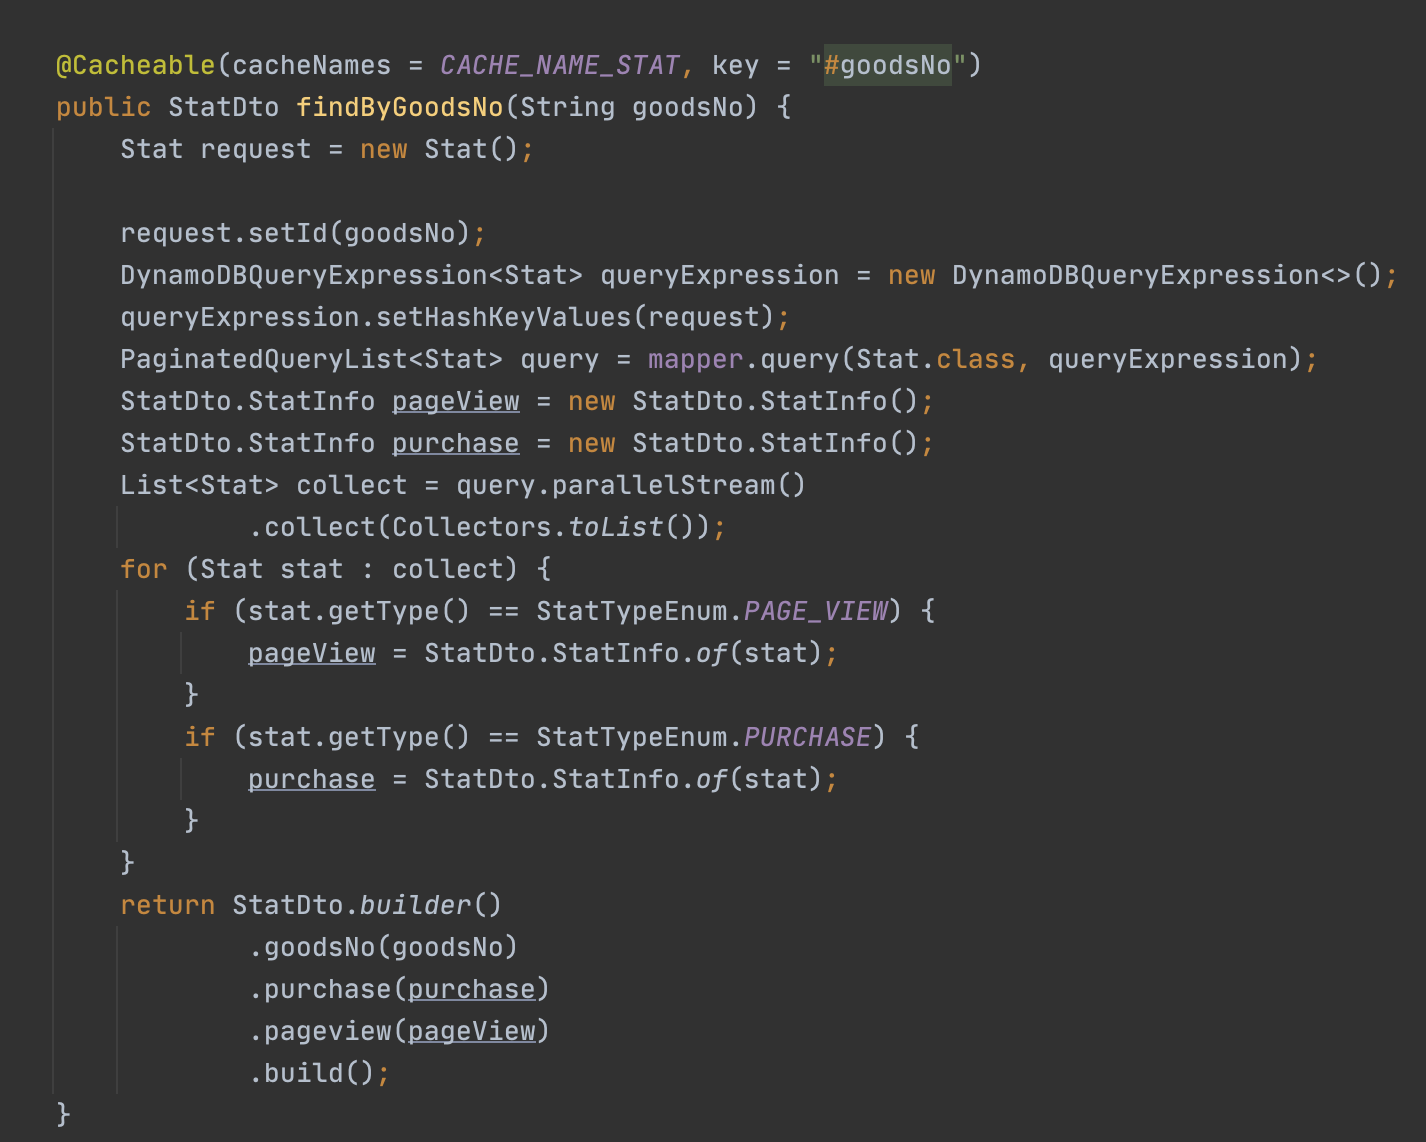 @Cacheable(cacheNames = CACHE_NAME_STAT, key = "#goodsNo")
public StatDto findByGoodsNo(String goodsNo) {
    Stat request = new Stat();

    request.setId(goodsNo);
    DynamoDBQueryExpression<Stat> queryExpression = new DynamoDBQueryExpression<>();
    queryExpression.setHashKeyValues(request);
    PaginatedQueryList<Stat> query = mapper.query(Stat.class, queryExpression);
    StatDto.StatInfo pageView = new StatDto.StatInfo();
    StatDto.StatInfo purchase = new StatDto.StatInfo();
    List<Stat> collect = query.parallelStream()
            .collect(Collectors.toList());
    for (Stat stat : collect) {
        if (stat.getType() == StatTypeEnum.PAGE_VIEW) {
            pageView = StatDto.StatInfo.of(stat);
        }
        if (stat.getType() == StatTypeEnum.PURCHASE) {
            purchase = StatDto.StatInfo.of(stat);
        }
    }
    return StatDto.builder()
            .goodsNo(goodsNo)
            .purchase(purchase)
            .pageview(pageView)
            .build();
}